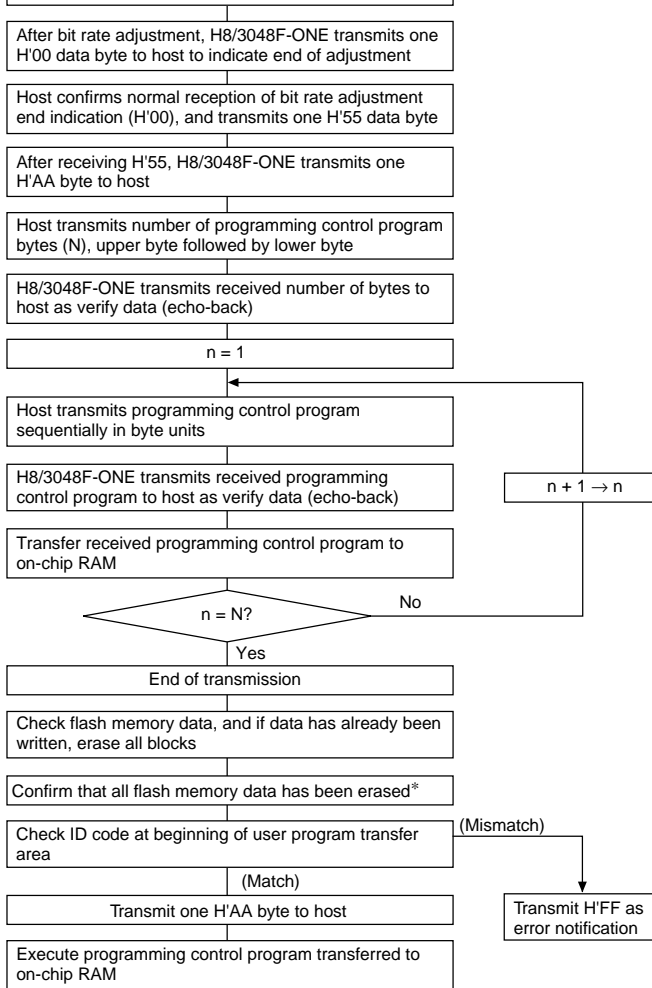 After bit rate adjustment, H8/3048F-ONE transmits one
H'00 data byte to host to indicate end of adjustment
Host confirms normal reception of bit rate adjustment
end indication (H'00), and transmits one H'55 data byte
After receiving H'55, H8/3048F-ONE transmits one
H'AA byte to host
Host transmits number of programming control program
bytes (N), upper byte followed by lower byte
H8/3048F-ONE transmits received number of bytes to
host as verify data (echo-back)
n = 1
Host transmits programming control program
sequentially in byte units
H8/3048F-ONE transmits received programming
control program to host as verify data (echo-back)
n + 1 → n
Transfer received programming control program to
on-chip RAM
n = N?
No
Yes
End of transmission
Check flash memory data, and if data has already been
written, erase all blocks
Confirm that all flash memory data has been erased*
Check ID code at beginning of user program transfer
area
(Mismatch)
(Match)
Transmit one H'AA byte to host
Transmit H'FF as
error notification
Execute programming control program transferred to
on-chip RAM